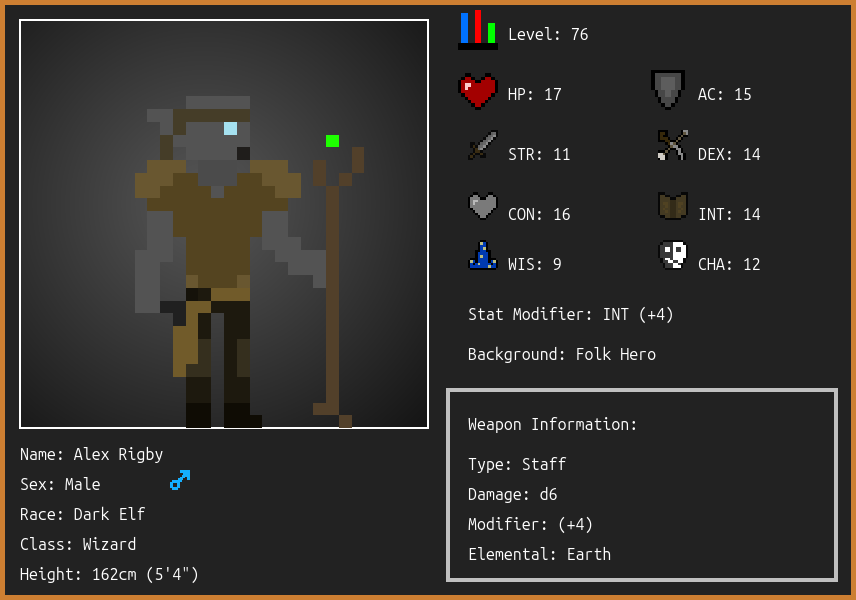 Level: 76
HP: 17
AC: 15
STR: 11
DEX: 14
CON: 16
INT: 14
WIS: 9
CHA: 12
Stat Modifier: INT (+4)
Background: Folk Hero
Weapon Information:
Type: Staff
Damage: d6
Modifier: (+4)
Elemental: Earth
Name: Alex Rigby
Sex: Male
Race: Dark Elf
Class: Wizard
Height: 162cm (5'4")